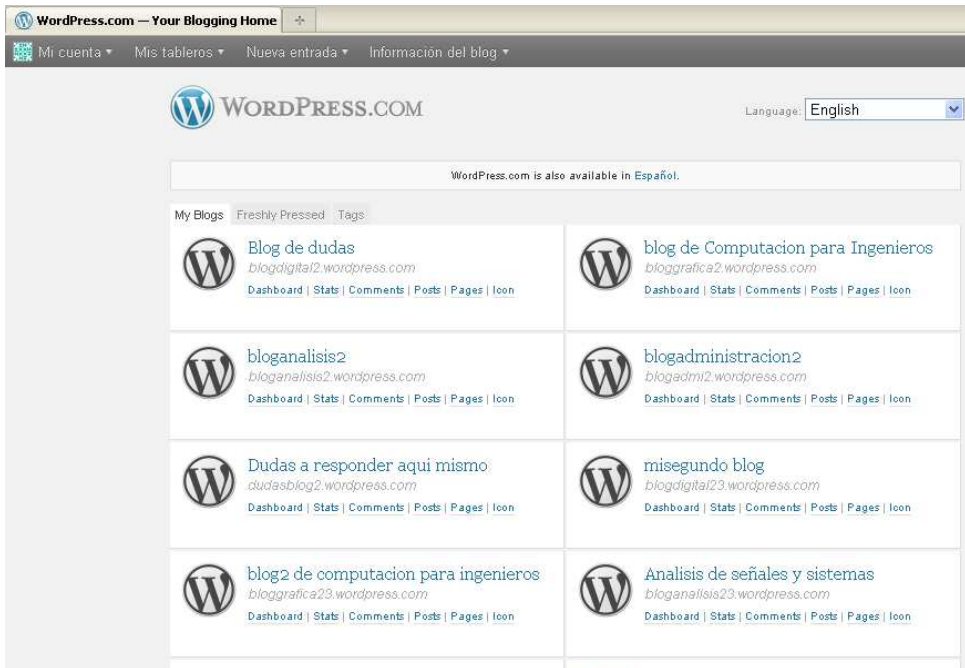 WordPress.com — Your Blogging Home
Mi cuenta Mis tableros Nueva entrada Información del blog
WORDPRESS.COM
Language: English
WordPress.com is also available in Español.
My Blogs Freshly Pressed Tags
Blog de dudas
blogdigital2.wordpress.com
Dashboard | Stats | Comments | Posts | Pages | Icon
blog de Computacion para Ingenieros
bloggrafica2.wordpress.com
Dashboard | Stats | Comments | Posts | Pages | Icon
bloganalisis2
bloganalisis2.wordpress.com
Dashboard | Stats | Comments | Posts | Pages | Icon
blogadministracion2
blogadmi2.wordpress.com
Dashboard | Stats | Comments | Posts | Pages | Icon
Dudas a responder aqui mismo
dudasblog2.wordpress.com
Dashboard | Stats | Comments | Posts | Pages | Icon
misegundo blog
blogdigital23.wordpress.com
Dashboard | Stats | Comments | Posts | Pages | Icon
blog2 de computacion para ingenieros
bloggrafica23.wordpress.com
Dashboard | Stats | Comments | Posts | Pages | Icon
Analisis de señales y sistemas
bloganalisis23.wordpress.com
Dashboard | Stats | Comments | Posts | Pages | Icon